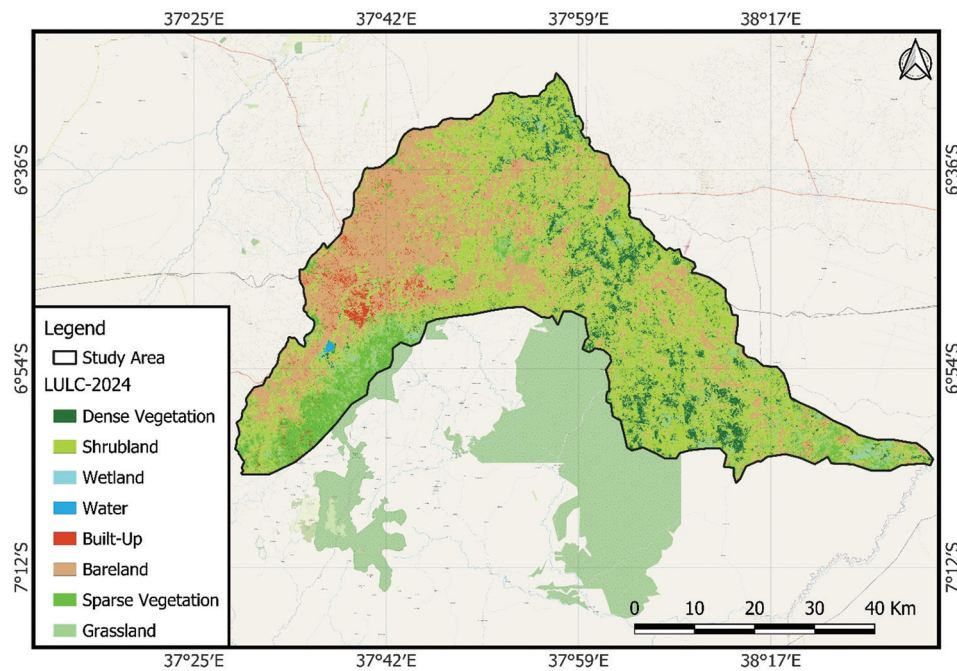 37°25'E 37°42'E 37°59'E 38°17'E
6°36'S 6°36'S
6°54'S 6°54'S
7°12'S 7°12'S
Legend
Study Area
LULC-2024
Dense Vegetation
Shrubland
Wetland
Water
Built-Up
Bareland
Sparse Vegetation
Grassland
0 10 20 30 40 Km
37°25'E 37°42'E 37°59'E 38°17'E